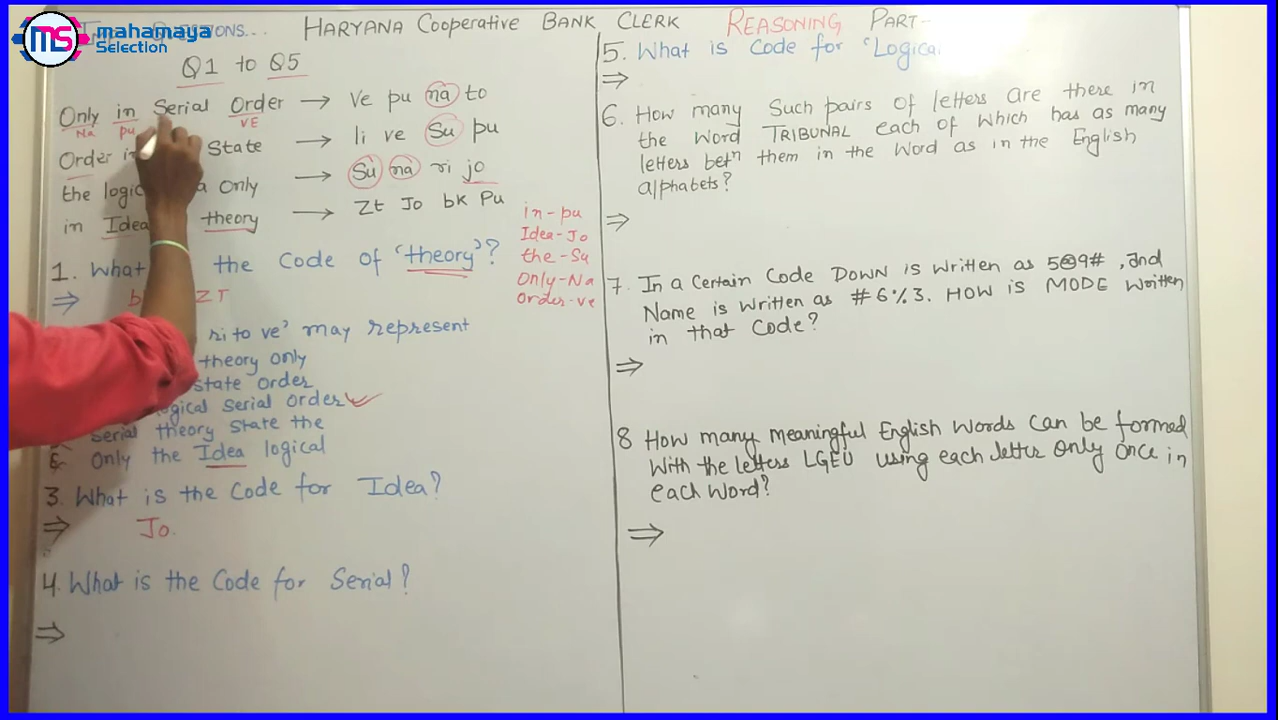 mahamaya
Selection
MS
HARYANA Cooperative BANK CLERK REASONING PART-
Q1 to Q5
Only in Serial Order → Ve pu na to
Na pu VE
Order State → li ve Su pu
the Only → Su na ri jo
in Idea theory → Zt Jo bk Pu
in-pu
Idea-Jo
the-Su
Only-Na
Order-ve
1. What the Code of 'theory'?
⇒ ZT
ri to ve' may represent
theory only
state order
logical Serial order ✓
Serial theory State the
E. Only the Idea logical
3. What is the Code for Idea?
⇒ Jo.
4. What is the Code for Serial?
⇒
5. What is Code for 'Logical
⇒
6. How many Such pairs of letters are there in
the Word TRIBUNAL each of Which has as many
letters betn them in the Word as in the English
alphabets?
⇒
7. In a Certain Code DOWN is Written as 5@9#, and
Name is written as #6%3. HOW is MODE Written
in that Code?
⇒
8 How many meaningful English Words Can be formed
With the letters LGEU using each letter Only Once in
each Word?
⇒